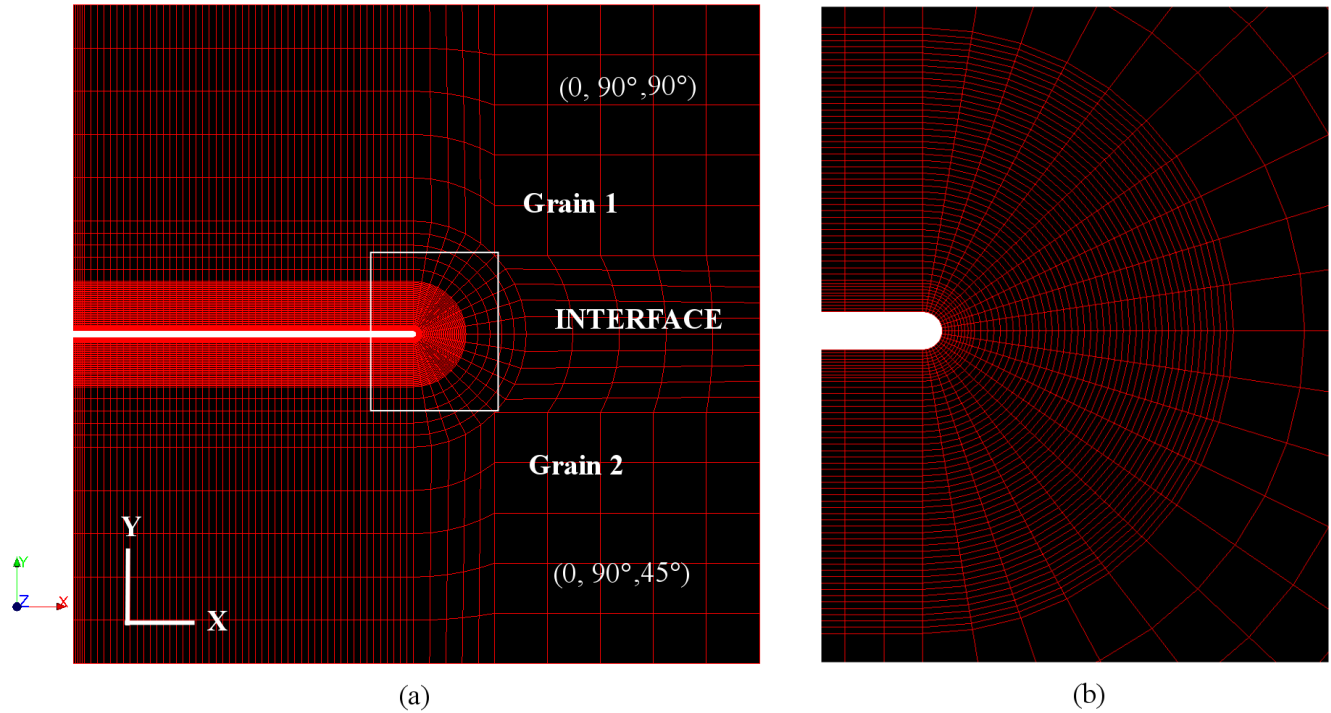 (0, 90°,90°)
Grain 1
INTERFACE
Grain 2
(0, 90°,45°)
Y
X
Y
Z
X
(a)
(b)